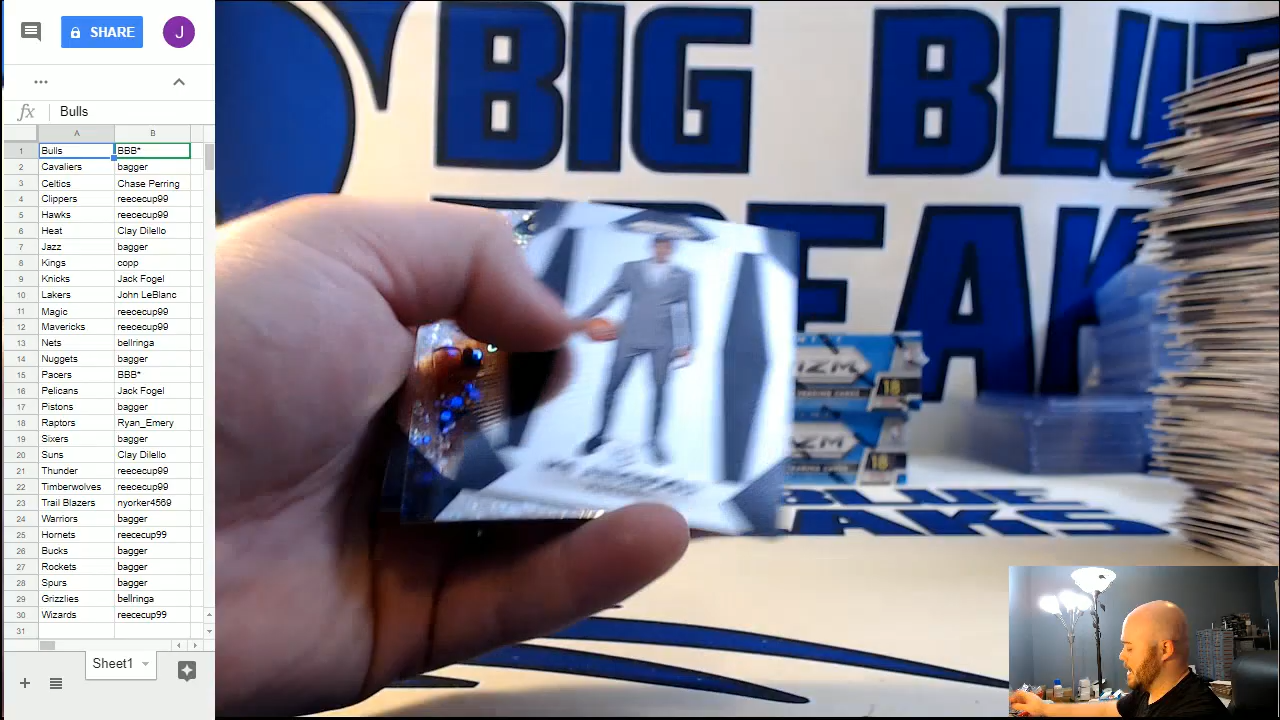 SHARE
J
fx Bulls
A B
1 Bulls BBB*
2 Cavaliers bagger
3 Celtics Chase Perring
4 Clippers reececup99
5 Hawks reececup99
6 Heat Clay Dilello
7 Jazz bagger
8 Kings copp
9 Knicks Jack Fogel
10 Lakers John LeBlanc
11 Magic reececup99
12 Mavericks reececup99
13 Nets bellringa
14 Nuggets bagger
15 Pacers BBB*
16 Pelicans Jack Fogel
17 Pistons bagger
18 Raptors Ryan_Emery
19 Sixers bagger
20 Suns Clay Dilello
21 Thunder reececup99
22 Timberwolves reececup99
23 Trail Blazers nyorker4569
24 Warriors bagger
25 Hornets reececup99
26 Bucks bagger
27 Rockets bagger
28 Spurs bagger
29 Grizzlies bellringa
30 Wizards reececup99
31
Sheet1
BIG BLU
EAK
18
18
BLUE
AKS